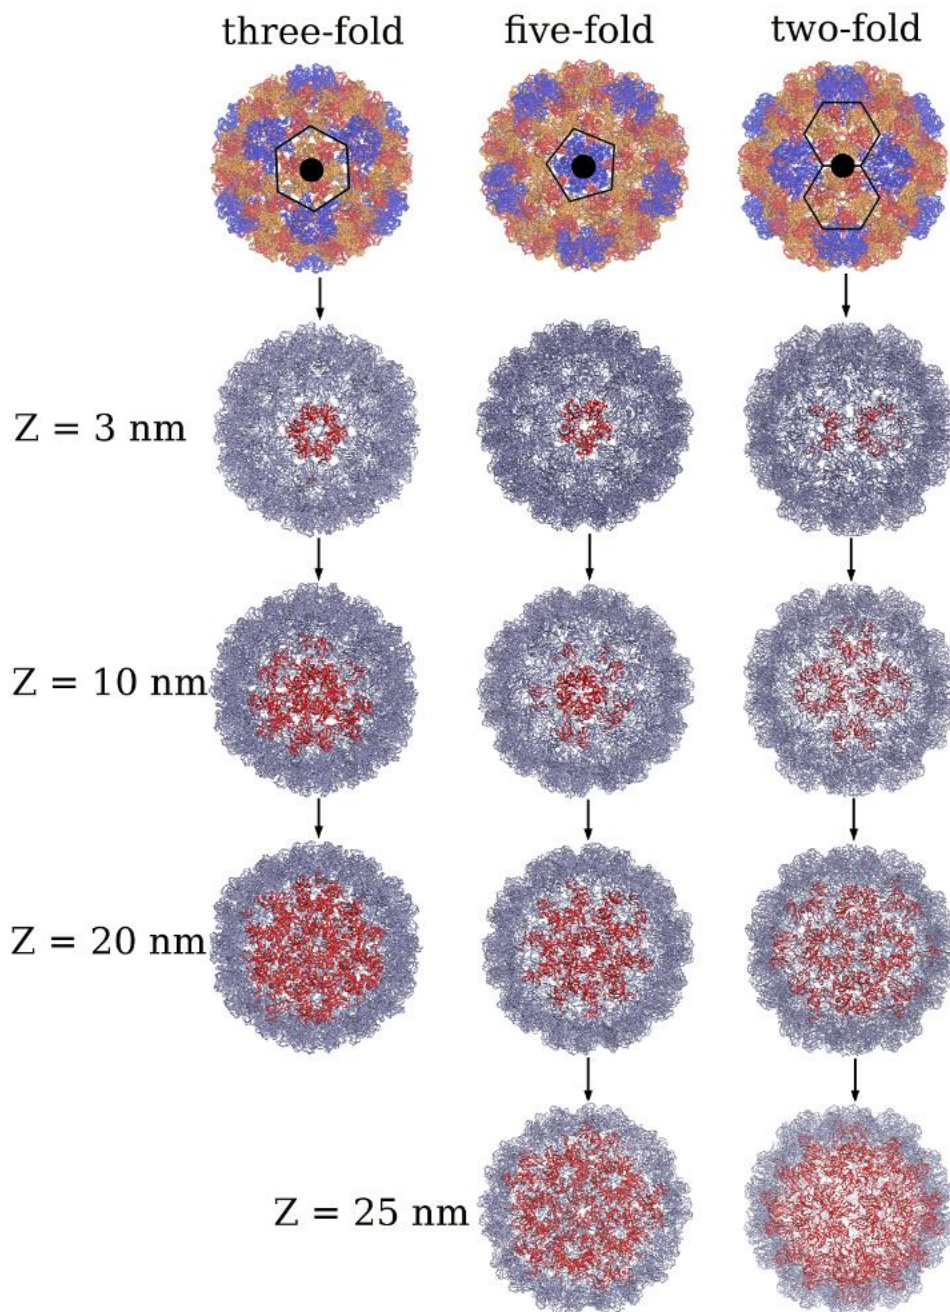 three-fold five-fold two-fold
Z = 3 nm
Z = 10 nm
Z = 20 nm
Z = 25 nm